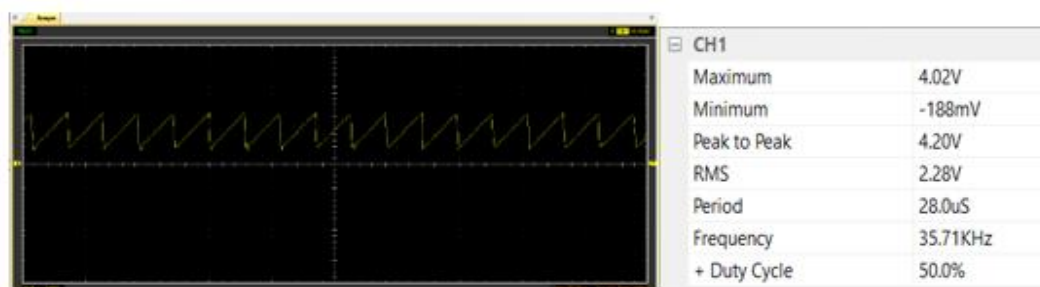 CH1
Maximum 4.02V
Minimum -188mV
Peak to Peak 4.20V
RMS 2.28V
Period 28.0uS
Frequency 35.71KHz
+ Duty Cycle 50.0%